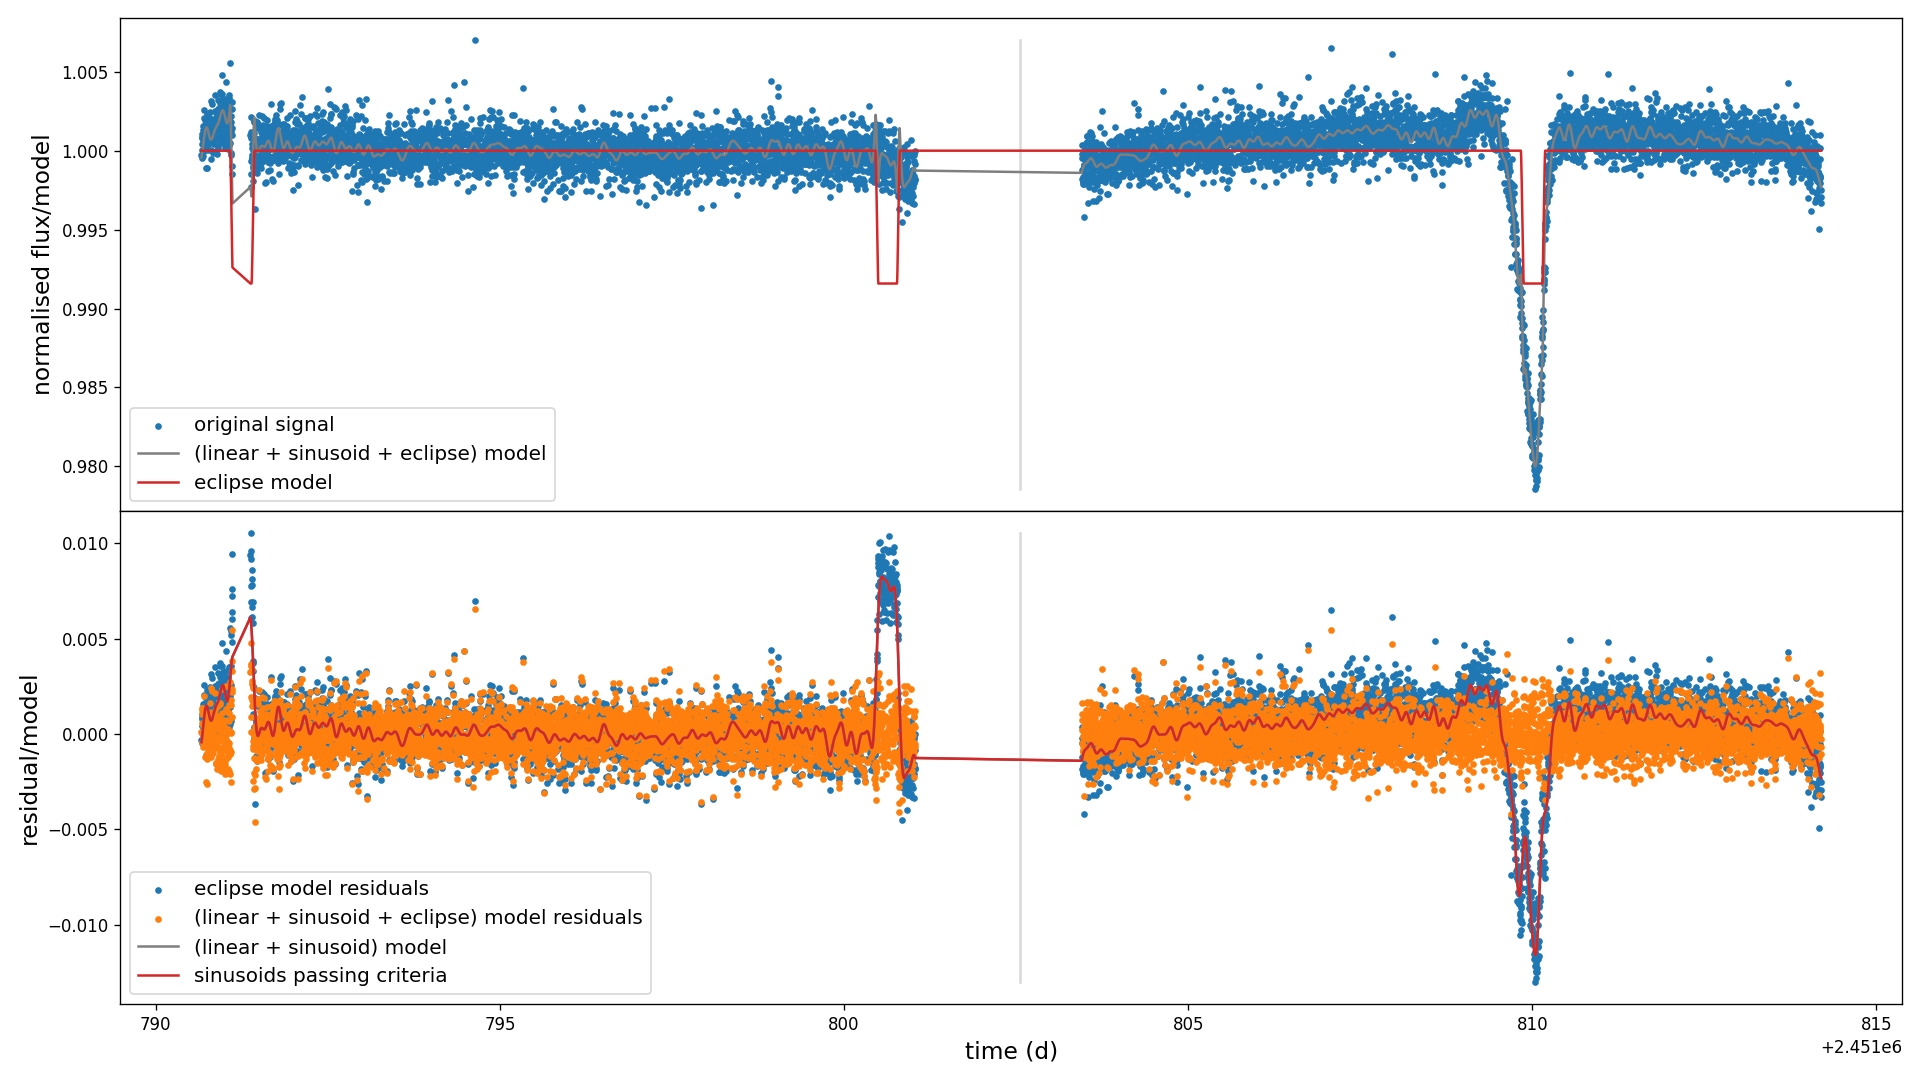 normalised flux/model
1.005
1.000
0.995
0.990
0.985
0.980
original signal
(linear + sinusoid + eclipse) model
eclipse model
residual/model
0.010
0.005
0.000
−0.005
−0.010
eclipse model residuals
(linear + sinusoid + eclipse) model residuals
(linear + sinusoid) model
sinusoids passing criteria
790 795 800 805 810 815
time (d)
+2.451e6